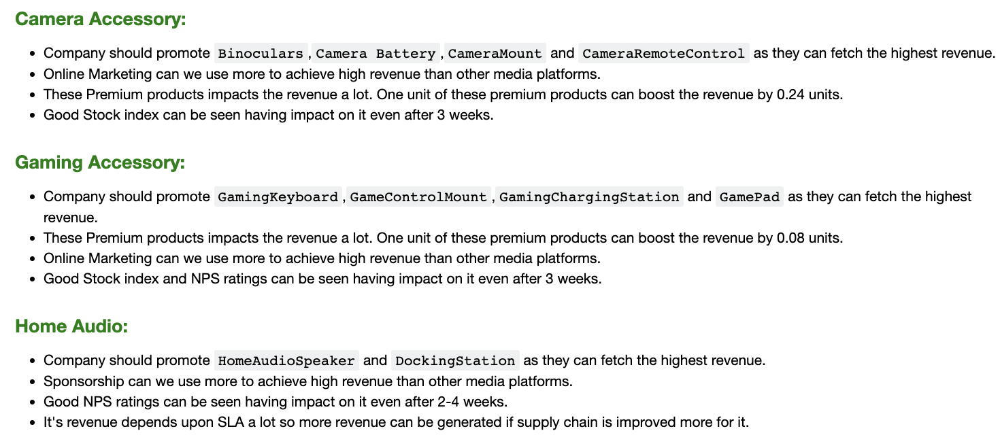 Camera Accessory:
Company should promote Binoculars, Camera Battery, CameraMount and CameraRemoteControl as they can fetch the highest revenue.
Online Marketing can we use more to achieve high revenue than other media platforms.
These Premium products impacts the revenue a lot. One unit of these premium products can boost the revenue by 0.24 units.
Good Stock index can be seen having impact on it even after 3 weeks.
Gaming Accessory:
Company should promote GamingKeyboard, GameControlMount, GamingChargingStation and GamePad as they can fetch the highest
revenue.
These Premium products impacts the revenue a lot. One unit of these premium products can boost the revenue by 0.08 units.
Online Marketing can we use more to achieve high revenue than other media platforms.
Good Stock index and NPS ratings can be seen having impact on it even after 3 weeks.
Home Audio:
Company should promote HomeAudioSpeaker and DockingStation as they can fetch the highest revenue.
Sponsorship can we use more to achieve high revenue than other media platforms.
Good NPS ratings can be seen having impact on it even after 2-4 weeks.
It's revenue depends upon SLA a lot so more revenue can be generated if supply chain is improved more for it.